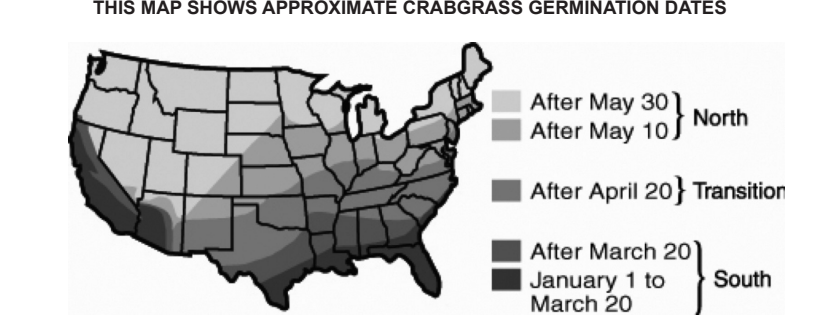 THIS MAP SHOWS APPROXIMATE CRABGRASS GERMINATION DATES
After May 30
After May 10
North
After April 20
Transition
After March 20
January 1 to
March 20
South